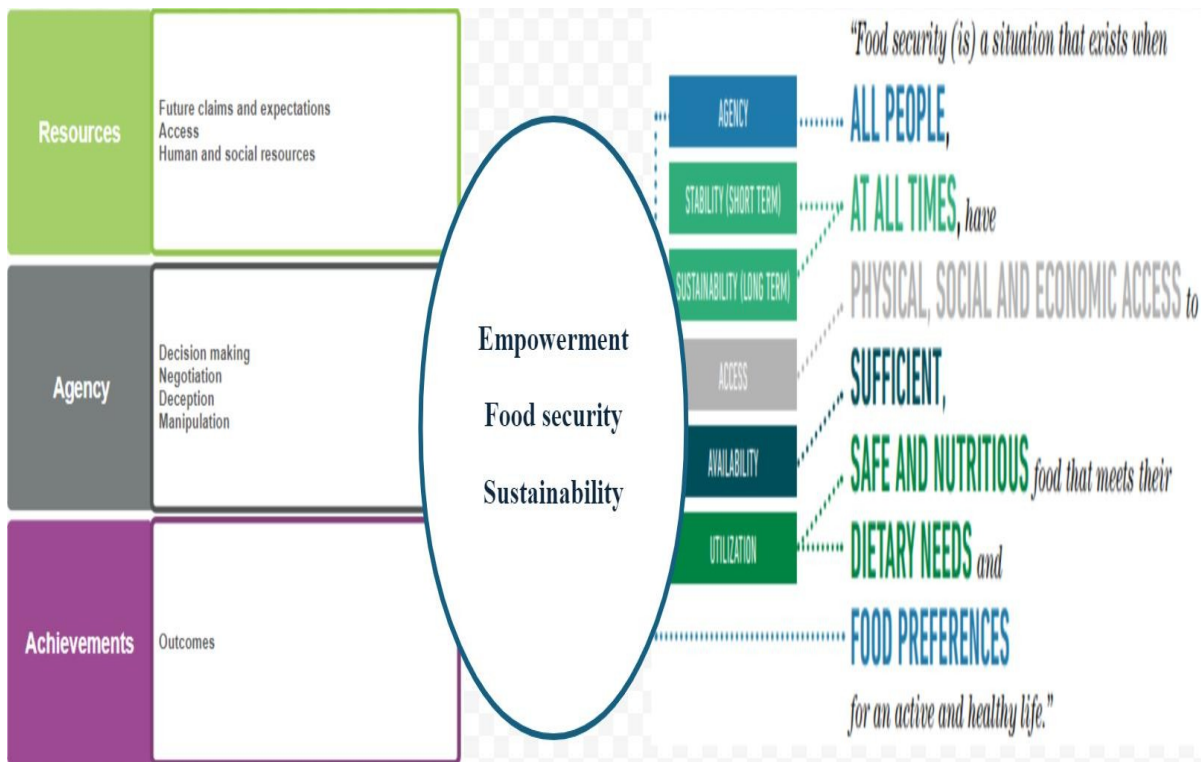 Resources
Future claims and expectations
Access
Human and social resources
Agency
Decision making
Negotiation
Deception
Manipulation
Achievements
Outcomes
Empowerment
Food security
Sustainability
AGENCY
STABILITY (SHORT TERM)
SUSTAINABILITY (LONG TERM)
ACCESS
AVAILABILITY
UTILIZATION
“Food security (is) a situation that exists when
ALL PEOPLE,
AT ALL TIMES, have
PHYSICAL, SOCIAL AND ECONOMIC ACCESS to
SUFFICIENT,
SAFE AND NUTRITIOUS food that meets their
DIETARY NEEDS and
FOOD PREFERENCES
for an active and healthy life.”